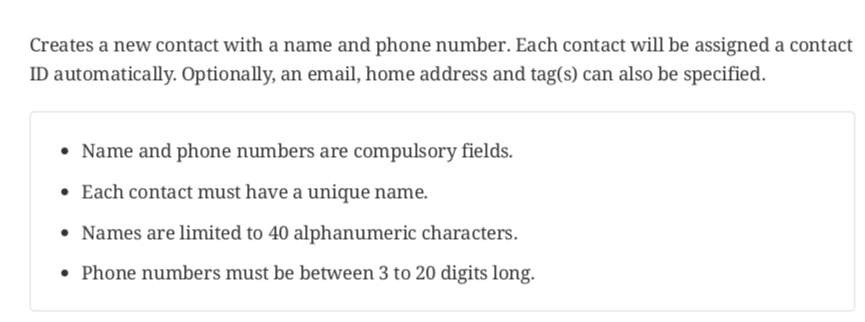 Creates a new contact with a name and phone number. Each contact will be assigned a contact
ID automatically. Optionally, an email, home address and tag(s) can also be specified.
• Name and phone numbers are compulsory fields.
• Each contact must have a unique name.
• Names are limited to 40 alphanumeric characters.
• Phone numbers must be between 3 to 20 digits long.